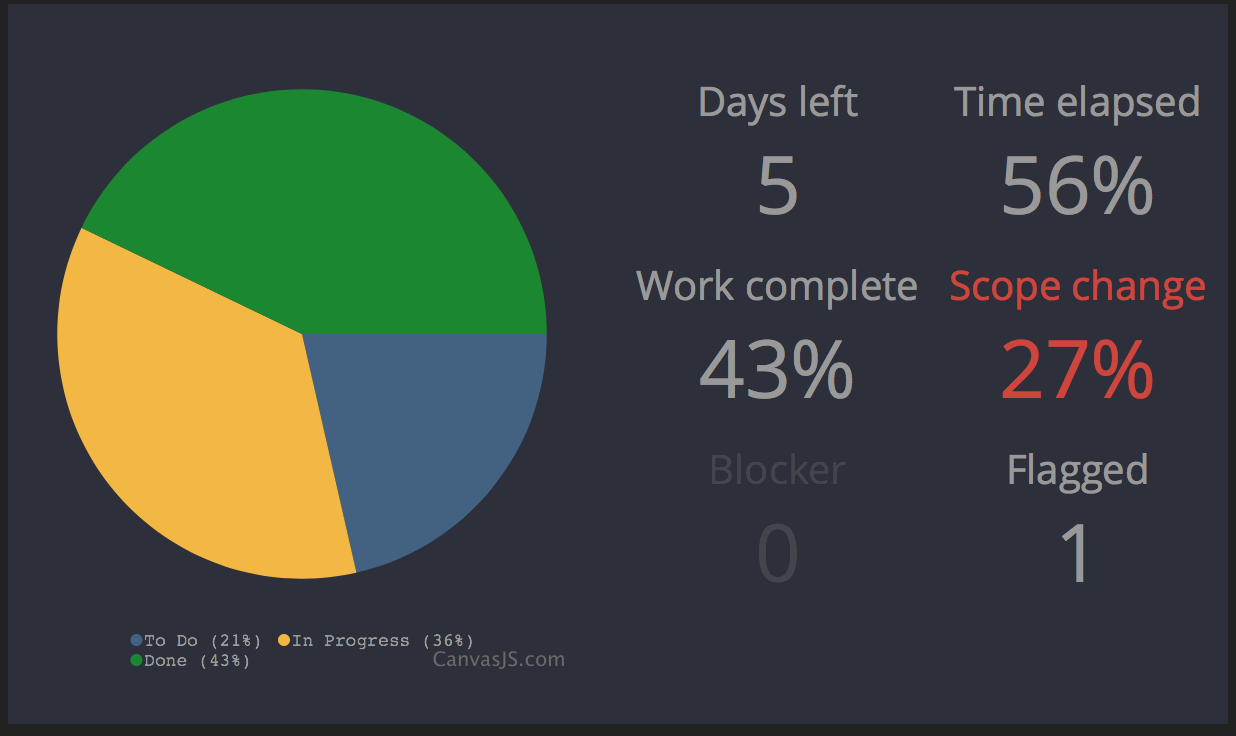 Days left
Time elapsed
5
56%
Work complete
Scope change
43%
27%
Blocker
Flagged
0
1
To Do (21%) In Progress (36%)
Done (43%)
CanvasJS.com